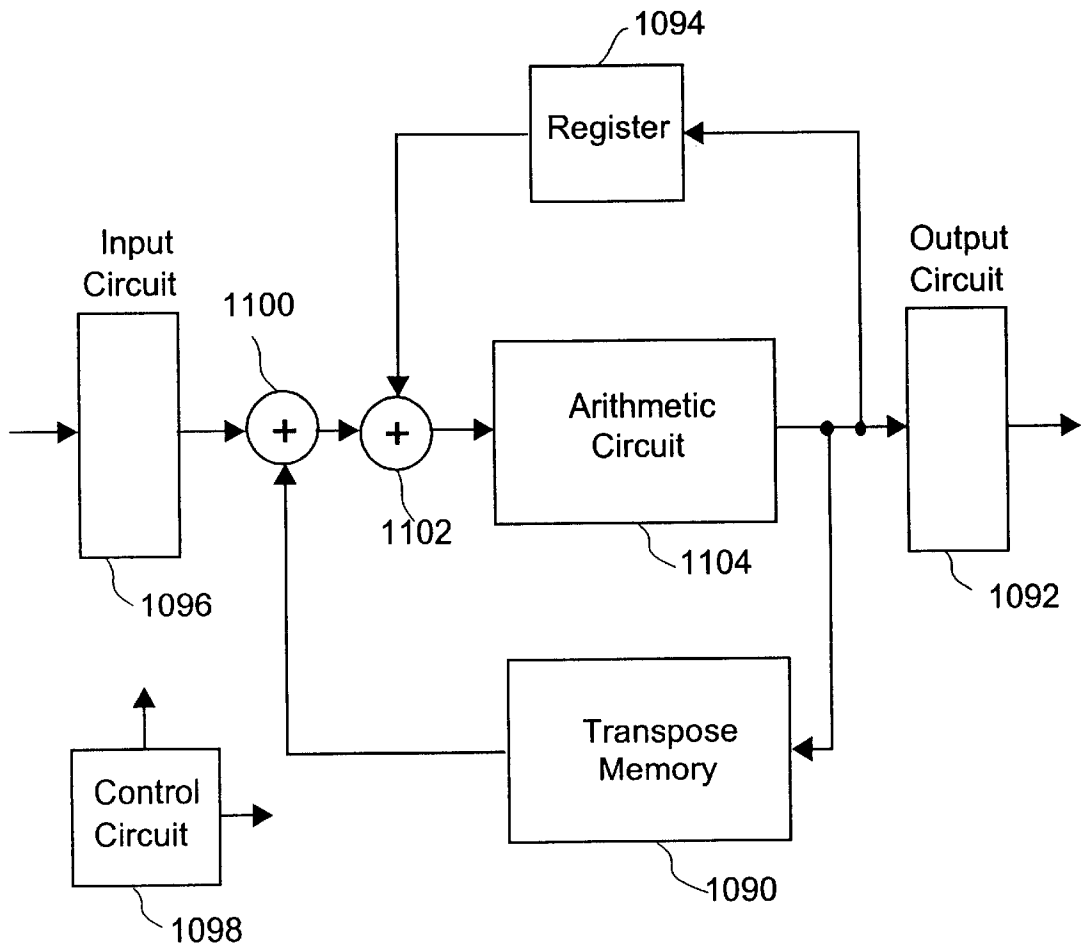 1094
Register
Input
Circuit
Output
Circuit
1100
+
+
Arithmetic
Circuit
1102
1104
1096
1092
Transpose
Memory
Control
Circuit
1090
1098